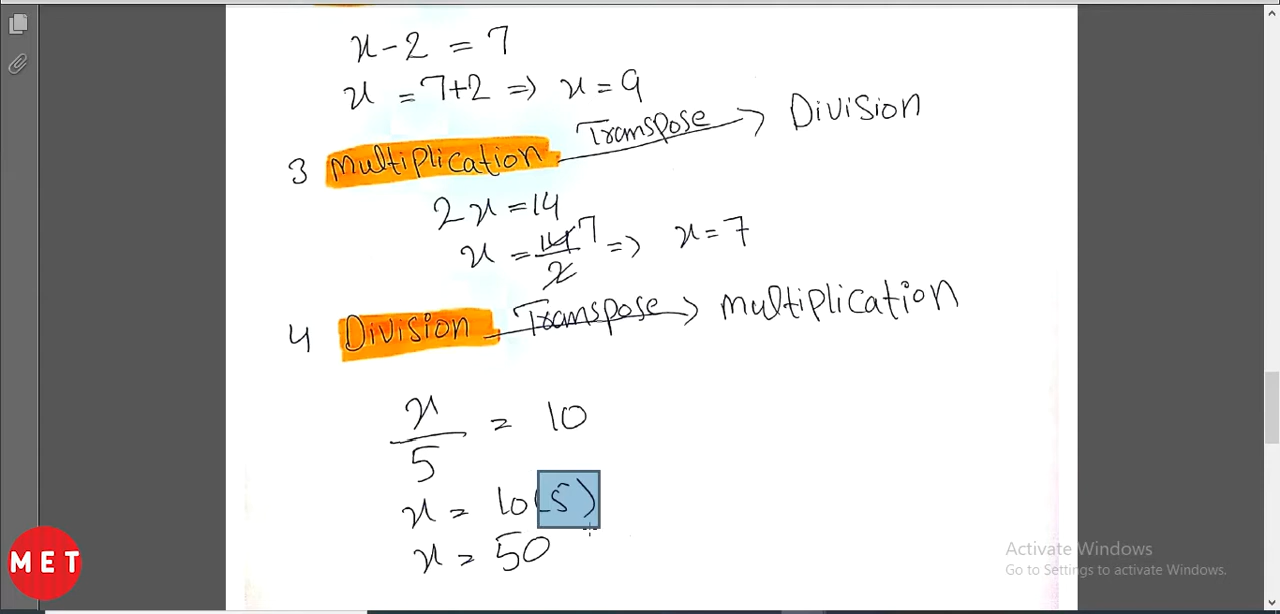 x - 2 = 7
x = 7+2 => x = 9
3 Multiplication Transpose → Division
2x = 14
x = 14/2 7 => x = 7
4 Division Transpose → multiplication
x/5 = 10
x = 10(5)
x = 50
MET
Activate Windows
Go to Settings to activate Windows.